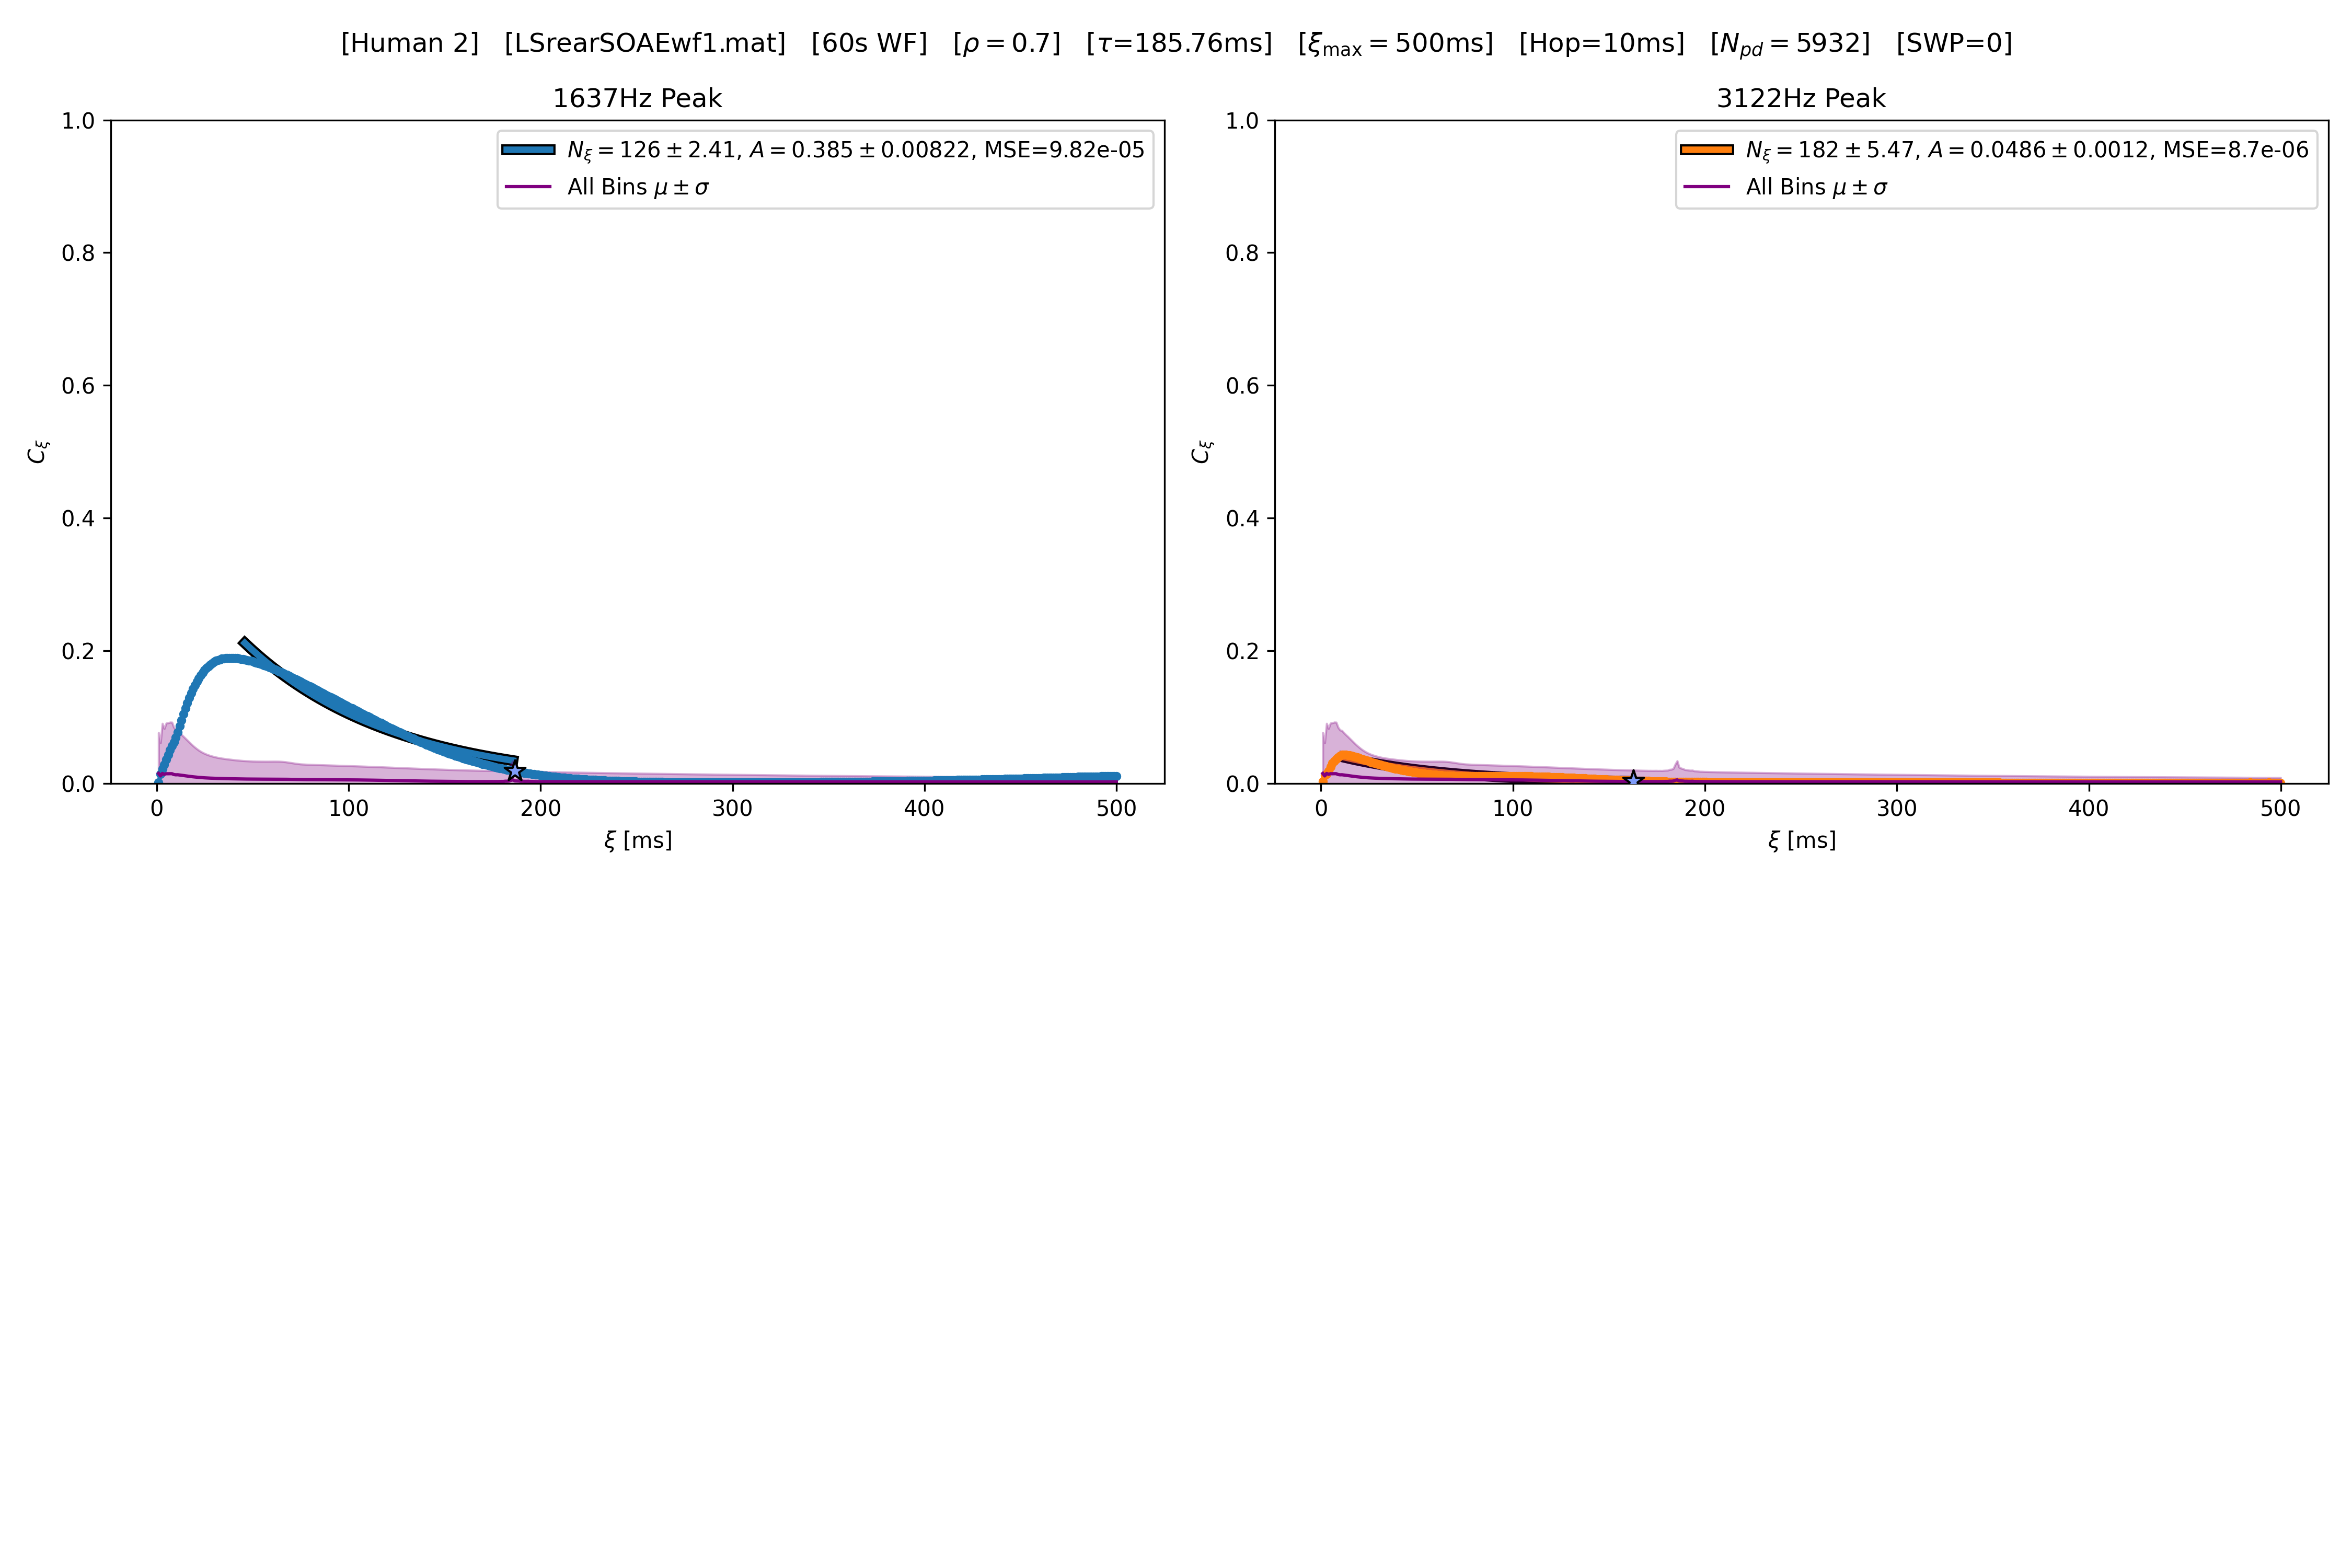 [Human 2] [LSrearSOAEwf1.mat] [60s WF] [ρ = 0.7] [τ=185.76ms] [ξmax = 500ms] [Hop=10ms] [Npd = 5932] [SWP=0]
1637Hz Peak
Nξ = 126 ± 2.41, A = 0.385 ± 0.00822, MSE=9.82e-05
All Bins μ ± σ
1.0
0.8
0.6
0.4
0.2
0.0
Cξ
0 100 200 300 400 500
ξ [ms]
3122Hz Peak
Nξ = 182 ± 5.47, A = 0.0486 ± 0.0012, MSE=8.7e-06
All Bins μ ± σ
1.0
0.8
0.6
0.4
0.2
0.0
Cξ
0 100 200 300 400 500
ξ [ms]